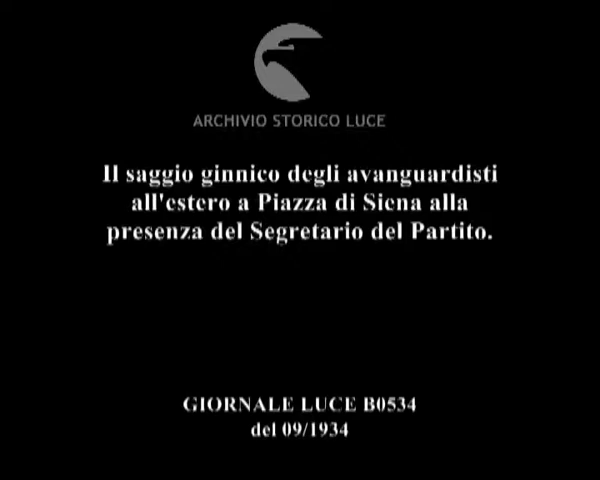 ARCHIVIO STORICO LUCE
Il saggio ginnico degli avanguardisti
all'estero a Piazza di Siena alla
presenza del Segretario del Partito.
GIORNALE LUCE B0534
del 09/1934